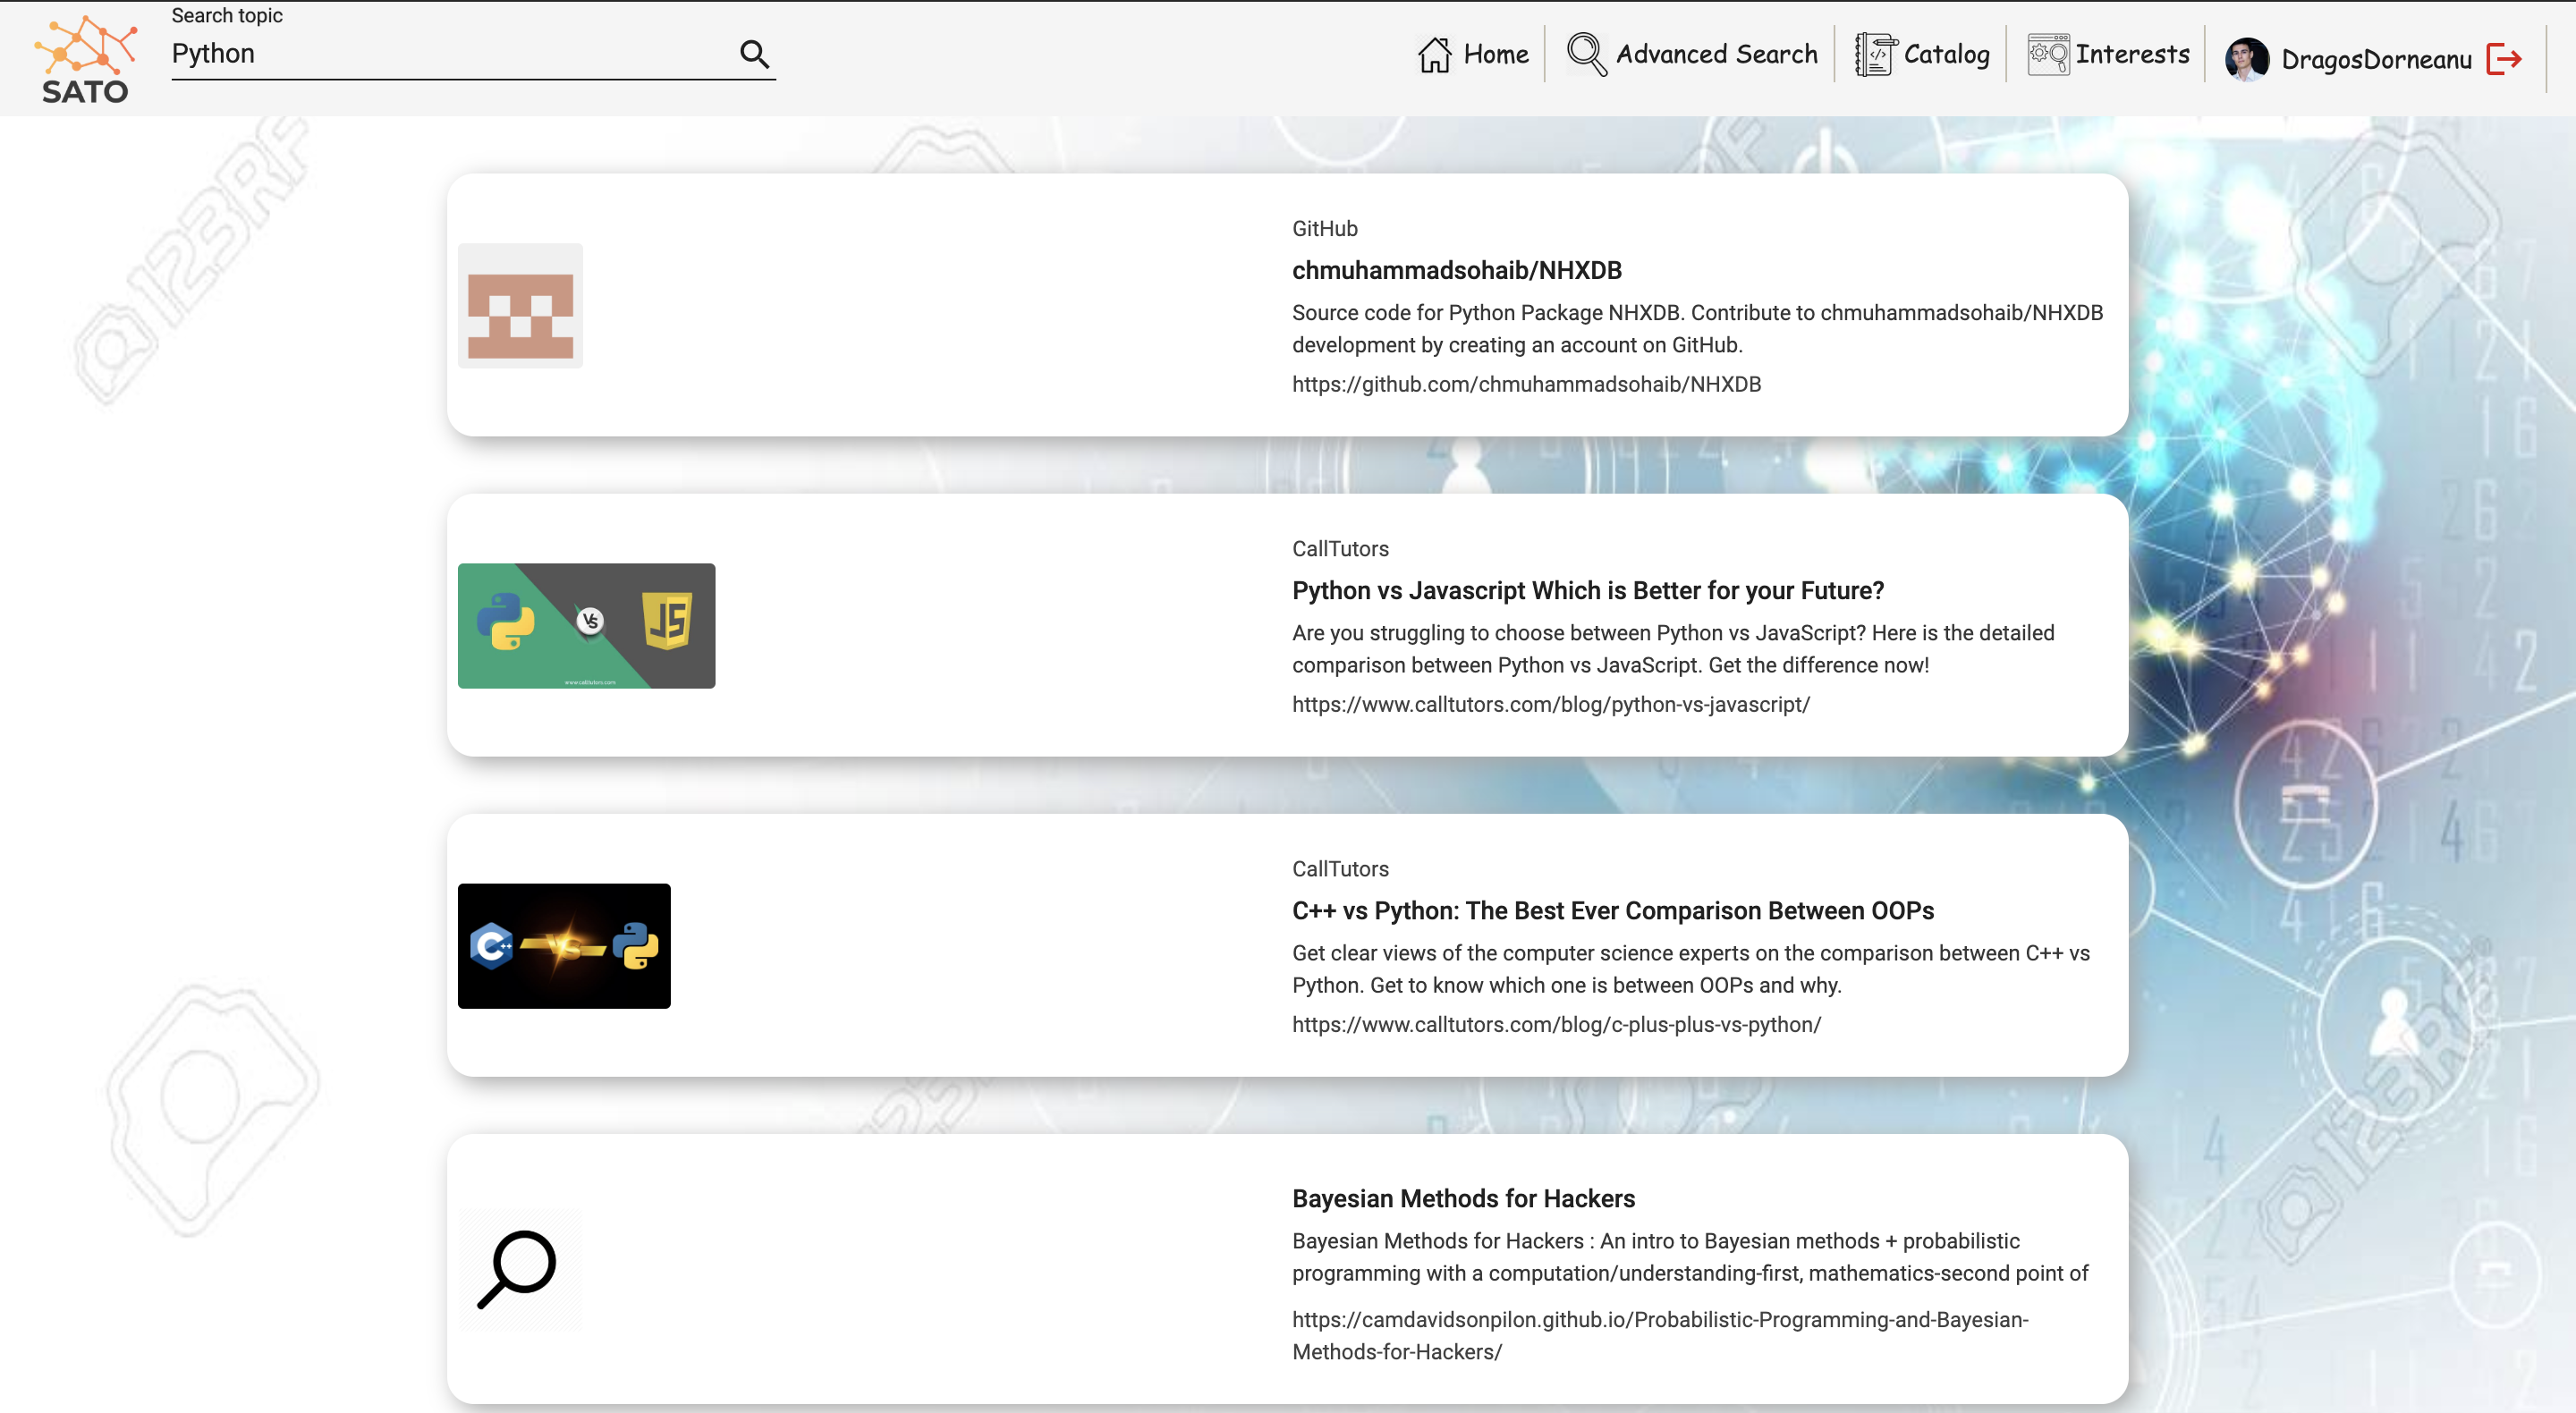 Search topic
SATO
Python
Home
Advanced Search
Catalog
Interests
DragosDorneanu
GitHub
chmuhammadsohaib/NHXDB
Source code for Python Package NHXDB. Contribute to chmuhammadsohaib/NHXDB
development by creating an account on GitHub.
https://github.com/chmuhammadsohaib/NHXDB
VS
JS
www.calltutors.com
CallTutors
Python vs Javascript Which is Better for your Future?
Are you struggling to choose between Python vs JavaScript? Here is the detailed
comparison between Python vs JavaScript. Get the difference now!
https://www.calltutors.com/blog/python-vs-javascript/
C++
VS
CallTutors
C++ vs Python: The Best Ever Comparison Between OOPs
Get clear views of the computer science experts on the comparison between C++ vs
Python. Get to know which one is between OOPs and why.
https://www.calltutors.com/blog/c-plus-plus-vs-python/
Bayesian Methods for Hackers
Bayesian Methods for Hackers : An intro to Bayesian methods + probabilistic
programming with a computation/understanding-first, mathematics-second point of
https://camdavidsonpilon.github.io/Probabilistic-Programming-and-Bayesian-
Methods-for-Hackers/
123RF
123RF